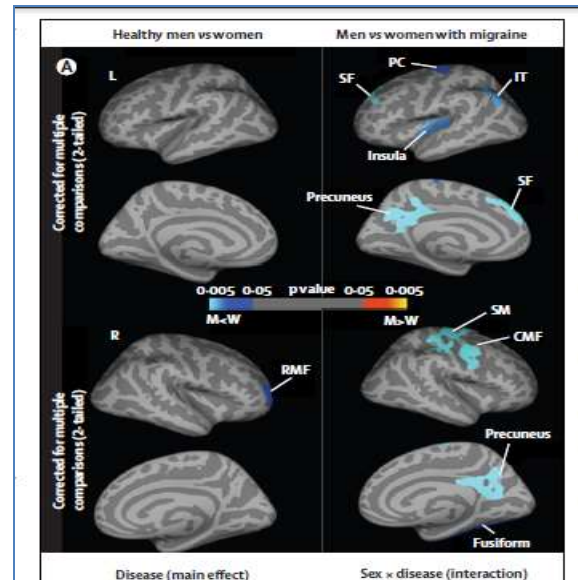 Healthy men vs women
Men vs women with migraine
A
L
PC
SF
IT
Insula
Corrected for multiple
comparisons (2-tailed)
Precuneus
SF
0·005 0·05 p value 0·05 0·005
M<W
M>W
R
SM
CMF
RMF
Corrected for multiple
comparisons (2-tailed)
Precuneus
Fusiform
Disease (main effect)
Sex × disease (interaction)